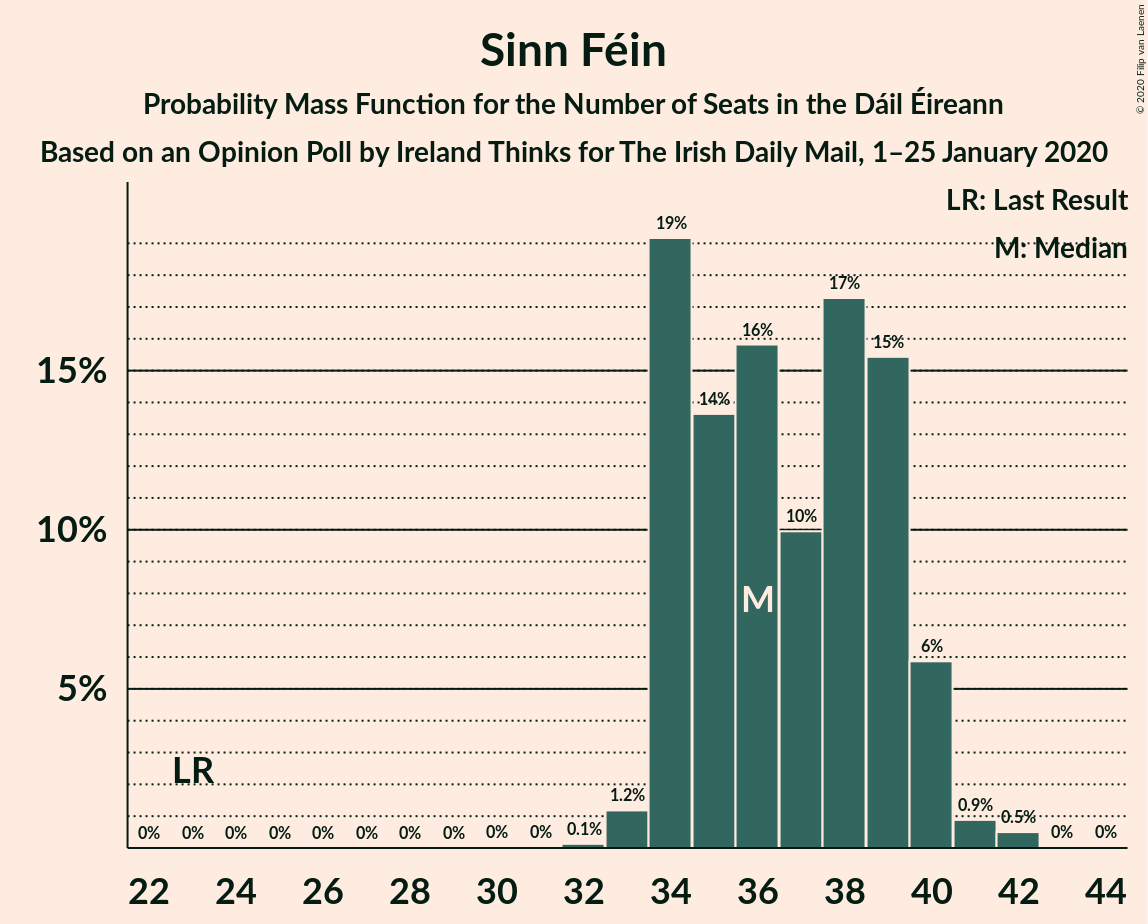 Sinn Féin
Probability Mass Function for the Number of Seats in the Dáil Éireann
Based on an Opinion Poll by Ireland Thinks for The Irish Daily Mail, 1–25 January 2020
© 2020 Filip van Laenen
LR: Last Result
M: Median
19%
17%
16%
15%
15%
14%
10%
10%
M
6%
5%
LR
1.2%
0.9%
0.5%
0% 0% 0% 0% 0% 0% 0% 0% 0% 0% 0.1% 0% 0%
22 24 26 28 30 32 34 36 38 40 42 44